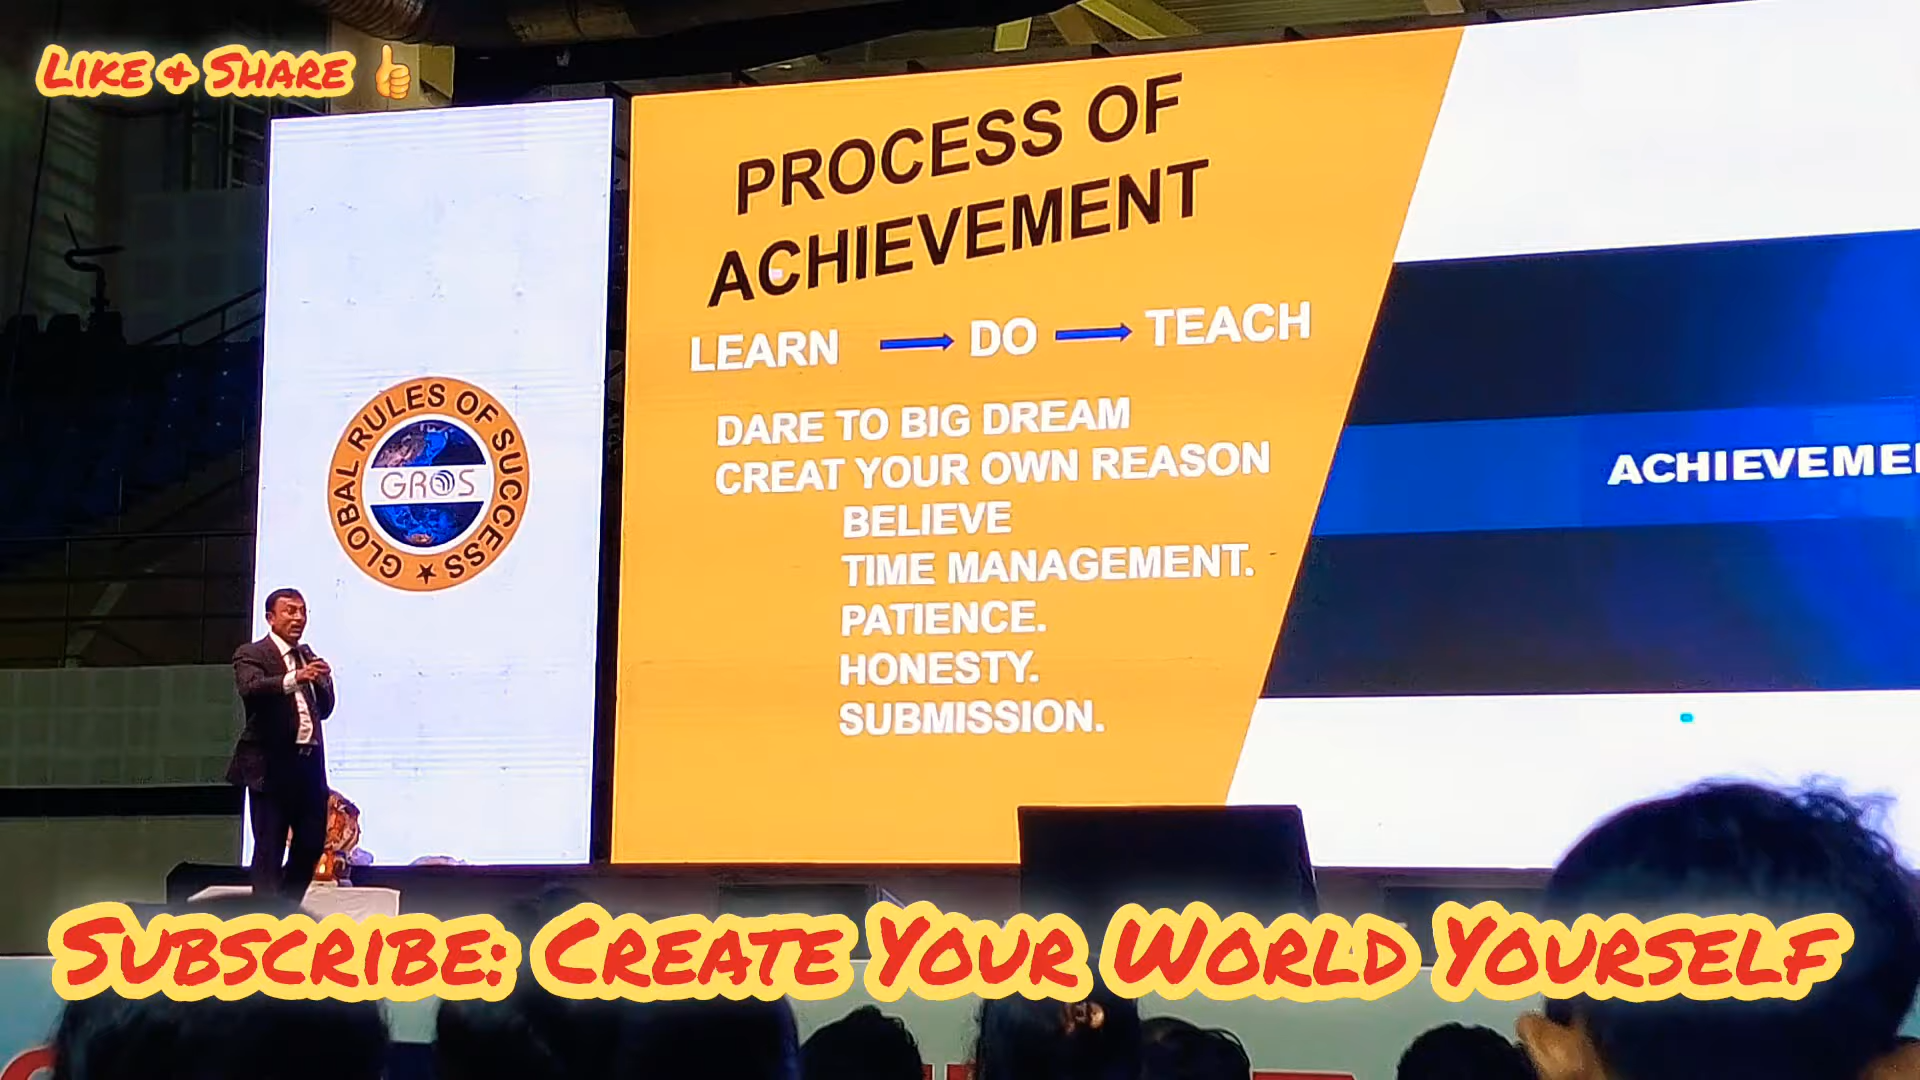 LIKE & SHARE 👍
PROCESS OF
ACHIEVEMENT
LEARN → DO → TEACH
DARE TO BIG DREAM
CREAT YOUR OWN REASON
BELIEVE
TIME MANAGEMENT.
PATIENCE.
HONESTY.
SUBMISSION.
GLOBAL RULES OF SUCCESS ★
GROS
ACHIEVEME
SUBSCRIBE: CREATE YOUR WORLD YOURSELF